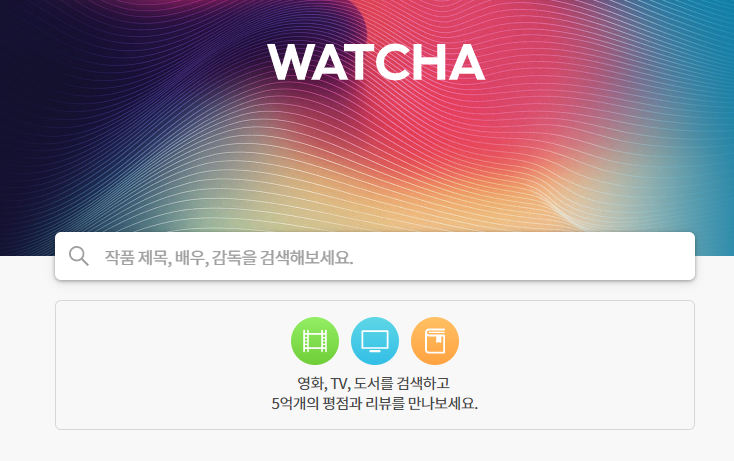 WATCHA
작품 제목, 배우, 감독을 검색해보세요.
영화, TV, 도서를 검색하고
5억개의 평점과 리뷰를 만나보세요.